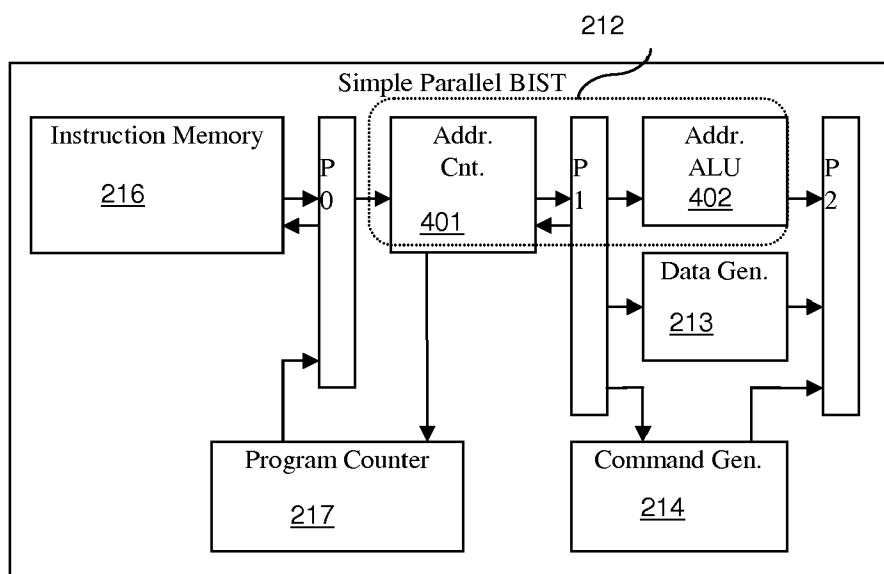 212
Simple Parallel BIST
Instruction Memory
216
P
0
Addr.
Cnt.
401
P
1
Addr.
ALU
402
P
2
Data Gen.
213
Program Counter
217
Command Gen.
214